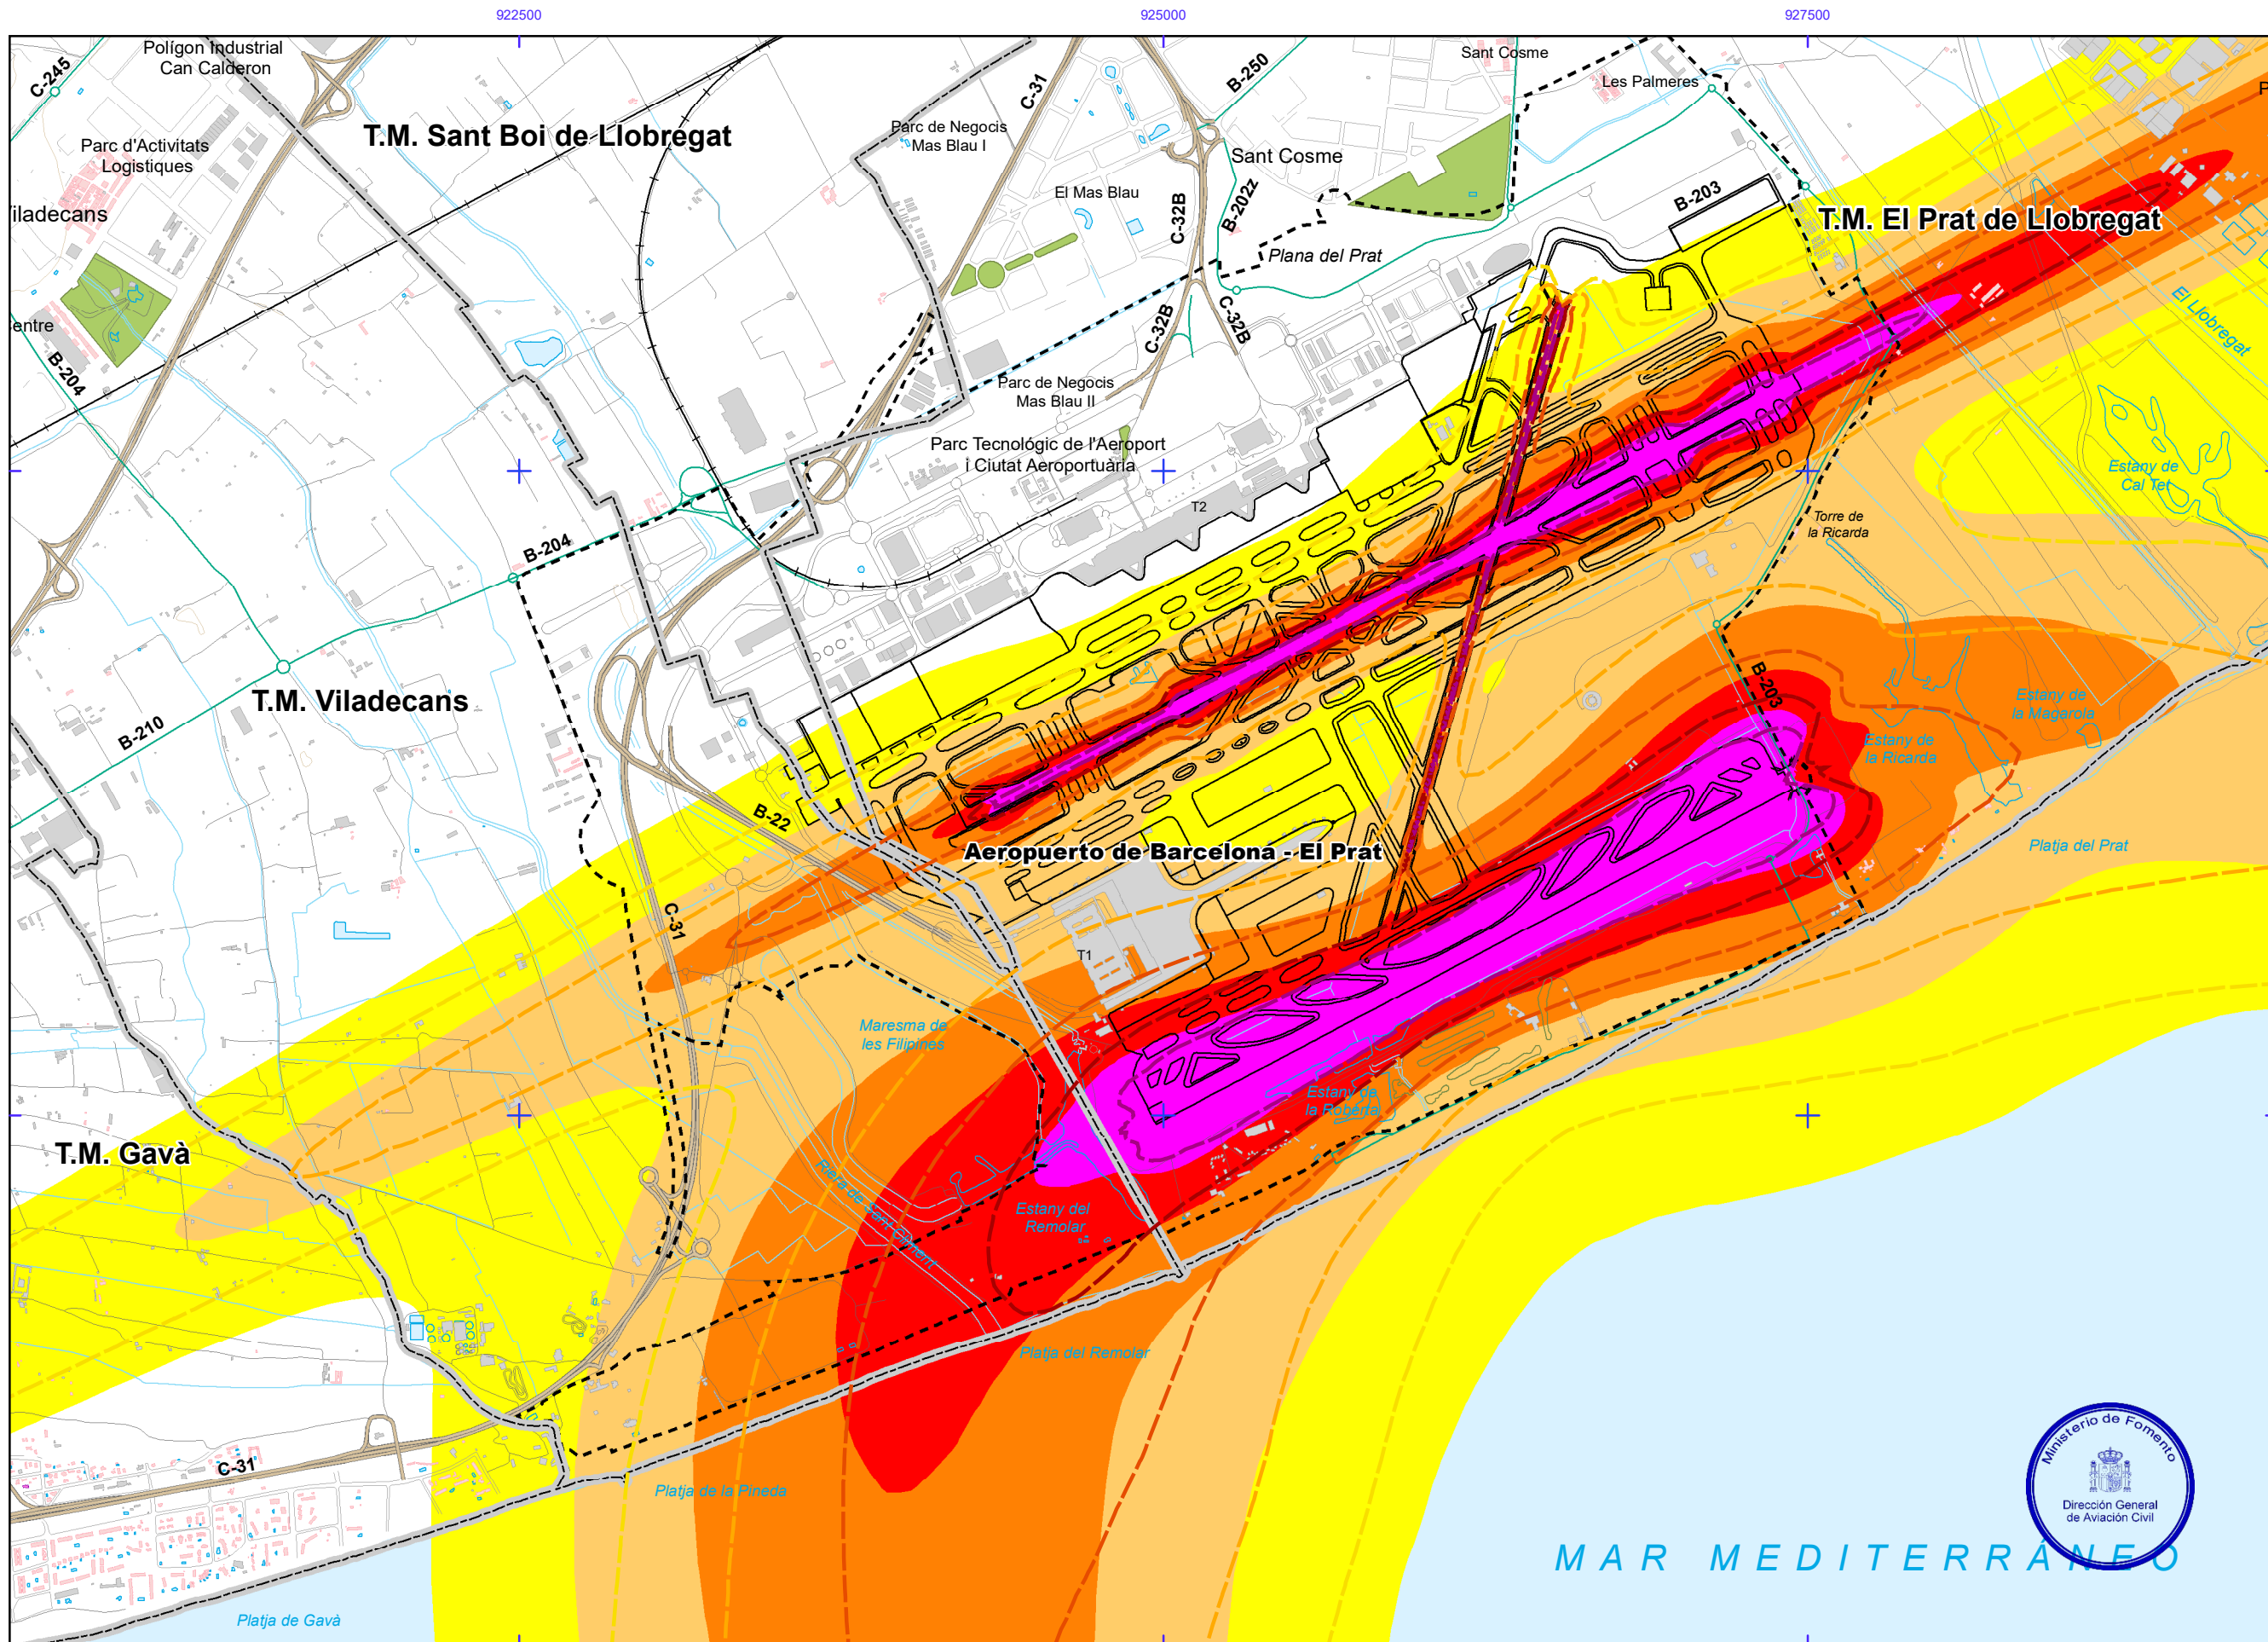 922500
925000
927500
C-245
Polígon Industrial
Can Calderon
Parc d'Activitats
Logístiques
T.M. Sant Boi de Llobregat
C-31
B-250
Parc de Negocis
Mas Blau I
El Mas Blau
C-32B
B-202z
Sant Cosme
Sant Cosme
Les Palmeres
B-203
T.M. El Prat de Llobregat
Plana del Prat
El Llobregat
B-204
C-32B
C-32B
Parc de Negocis
Mas Blau II
Parc Tecnológic de l'Aeroport
i Ciutat Aeroportuària
T2
Estany de
Cal Tet
Torre de
la Ricarda
B-204
B-210
T.M. Viladecans
B-22
B-203
Estany de
la Magarola
Estany de
la Ricarda
Platja del Prat
Aeropuerto de Barcelona - El Prat
C-31
T1
Maresma de
les Filipines
Estany de
la Roberta
T.M. Gavà
Riera de Sant Climent
Estany del
Remolar
Platja del Remolar
C-31
Platja de la Pineda
Platja de Gavà
MAR MEDITERRÁNEO
Ministerio de Fomento
Dirección General
de Aviación Civil